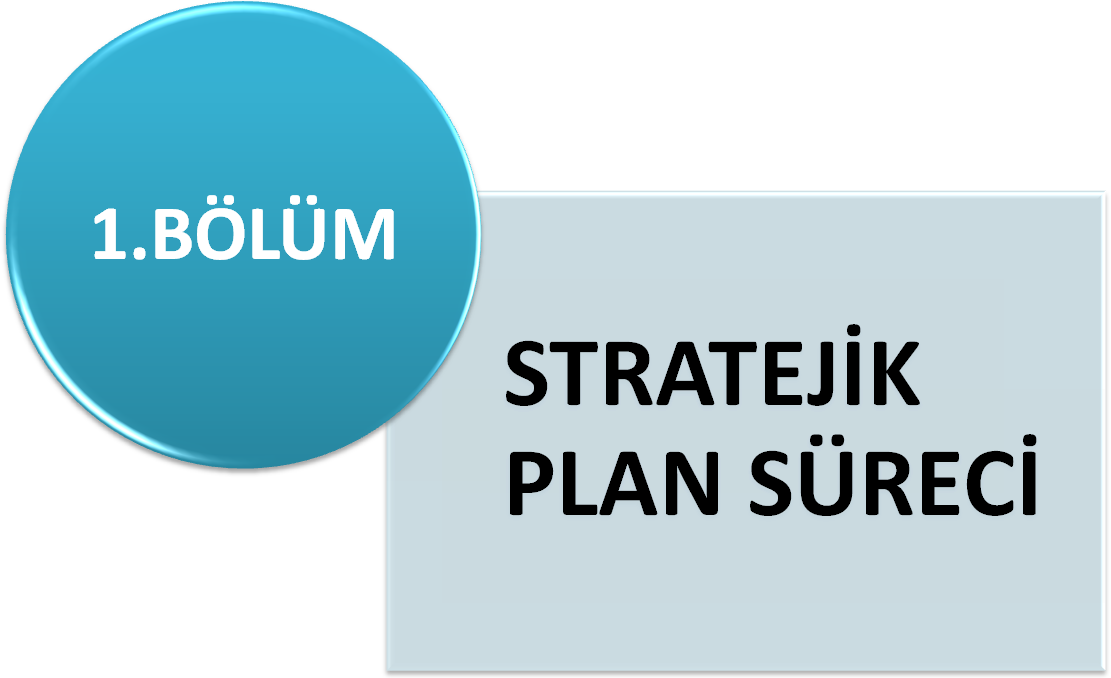 1.BÖLÜM
STRATEJİK
PLAN SÜRECİ